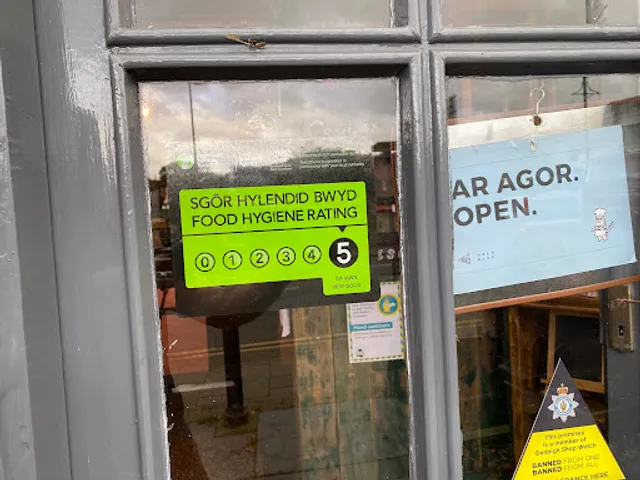 SGÔR HYLENDID BWYD
FOOD HYGIENE RATING
0 1 2 3 4 5
DA IAWN
VERY GOOD
AR AGOR.
OPEN.
This premises
is a member of
Denbigh Shop Watch
BANNED FROM ONE
BANNED FROM ALL